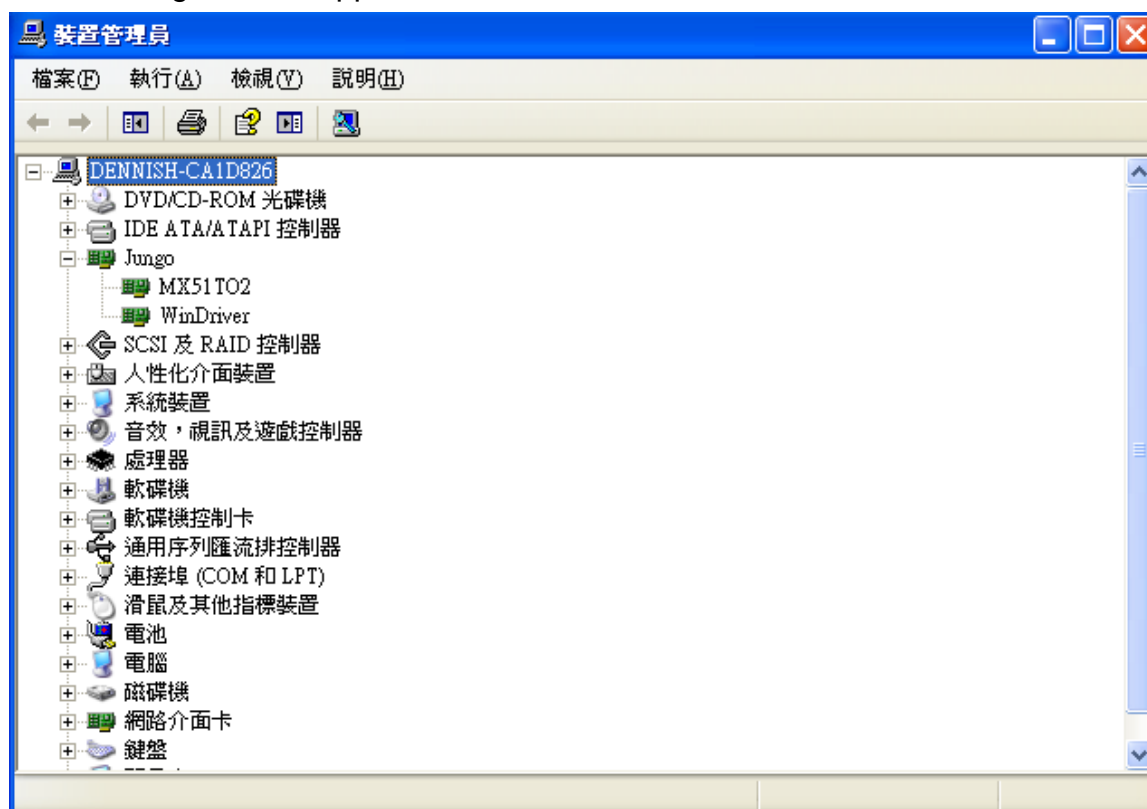 裝置管理員
檔案(F) 執行(A) 檢視(V) 說明(H)
DENNISH-CA1D826
DVD/CD-ROM 光碟機
IDE ATA/ATAPI 控制器
Jungo
MX51TO2
WinDriver
SCSI 及 RAID 控制器
人性化介面裝置
系統裝置
音效，視訊及遊戲控制器
處理器
軟碟機
軟碟機控制卡
通用序列匯流排控制器
連接埠 (COM 和 LPT)
滑鼠及其他指標裝置
電池
電腦
磁碟機
網路介面卡
鍵盤